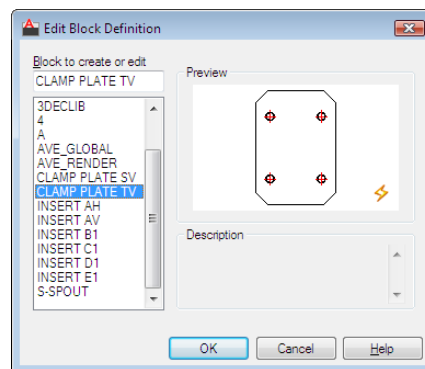 Edit Block Definition
Block to create or edit
CLAMP PLATE TV
3DECLIB
4
A
AVE_GLOBAL
AVE_RENDER
CLAMP PLATE SV
CLAMP PLATE TV
INSERT AH
INSERT AV
INSERT B1
INSERT C1
INSERT D1
INSERT E1
S-SPOUT
Preview
Description
OK
Cancel
Help